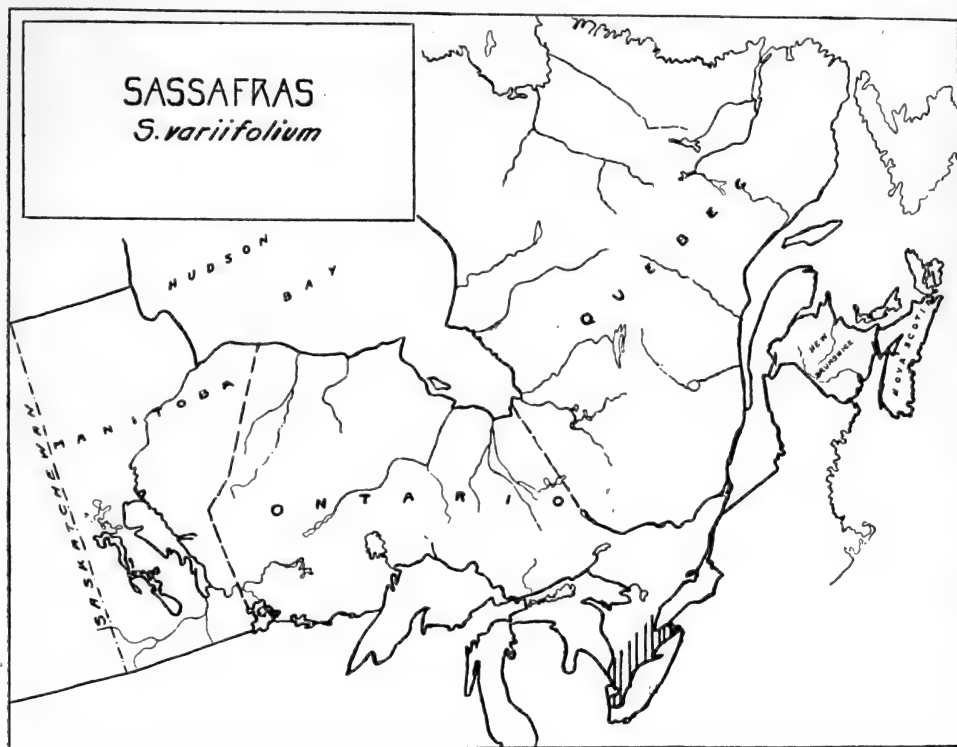 SASSAFRAS
S. variifolium
HUDSON
BAY
QUEBEC
NEW
BRUNSWICK
NOVA SCOTIA
MANITOBA
SASKATCHEWAN
ONTARIO